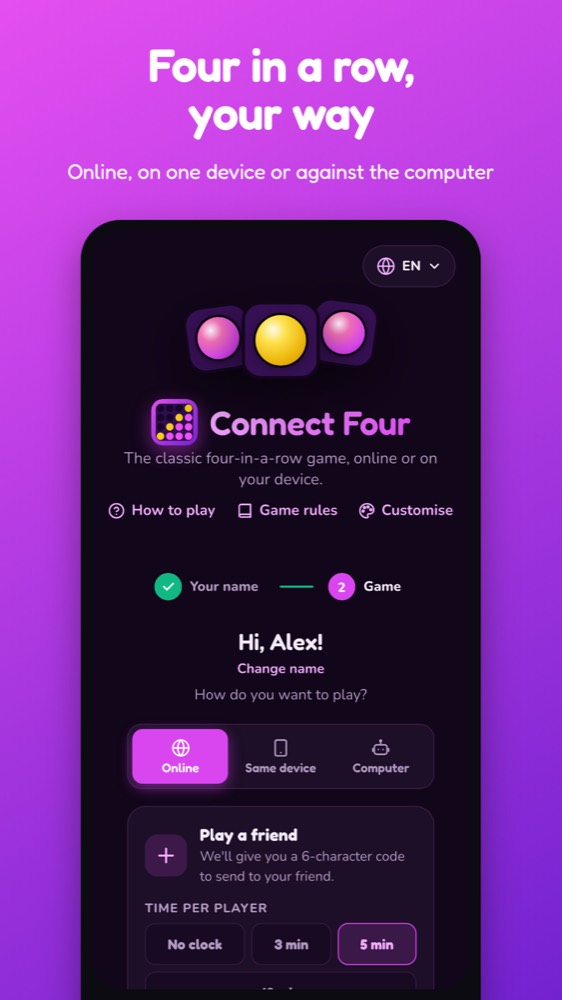 Four in a row,
your way
Online, on one device or against the computer
EN
Connect Four
The classic four-in-a-row game, online or on
your device.
How to play
Game rules
Customise
Your name
2
Game
Hi, Alex!
Change name
How do you want to play?
Online
Same device
Computer
Play a friend
We'll give you a 6-character code
to send to your friend.
TIME PER PLAYER
No clock
3 min
5 min